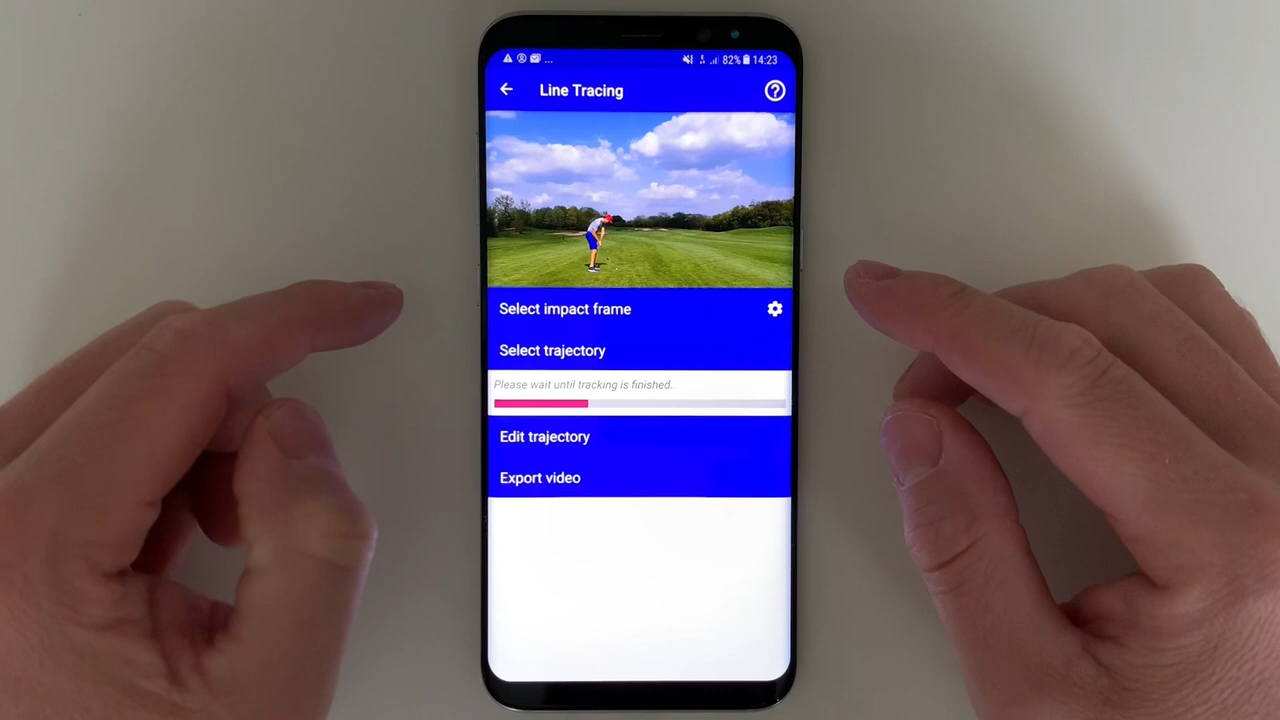 ... 82% 14:23
Line Tracing
Select impact frame
Select trajectory
Please wait until tracking is finished.
Edit trajectory
Export video